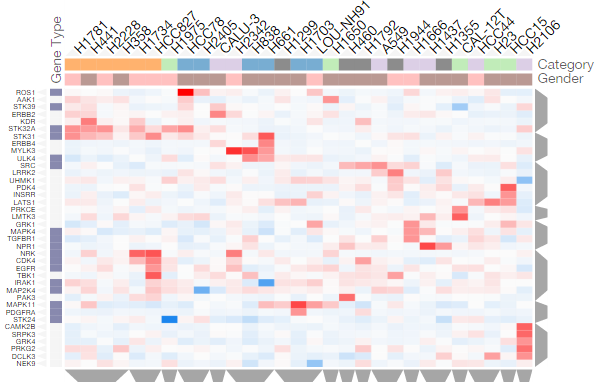 Gene Type
H1781
H441
H2228
H358
H1734
HCC827
H1975
HCC78
H2405
CALU-3
H2342
H838
H661
H1299
H1703
LOU-NH91
H1650
H460
H1792
A549
H1944
H1666
H1437
H1355
CAL-12T
HCC44
H23
HCC15
H2106
Category
Gender
ROS1
AAK1
STK39
ERBB2
KDR
STK32A
STK31
ERBB4
MYLK3
ULK4
SRC
LRRK2
UHMK1
PDK4
INSRR
LATS1
PRKCE
LMTK3
GRK1
MAPK4
TGFBR1
NPR1
NRK
CDK4
EGFR
TBK1
IRAK1
MAP2K4
PAK3
MAPK11
PDGFRA
STK24
CAMK2B
SRPK3
GRK4
PRKG2
DCLK3
NEK9